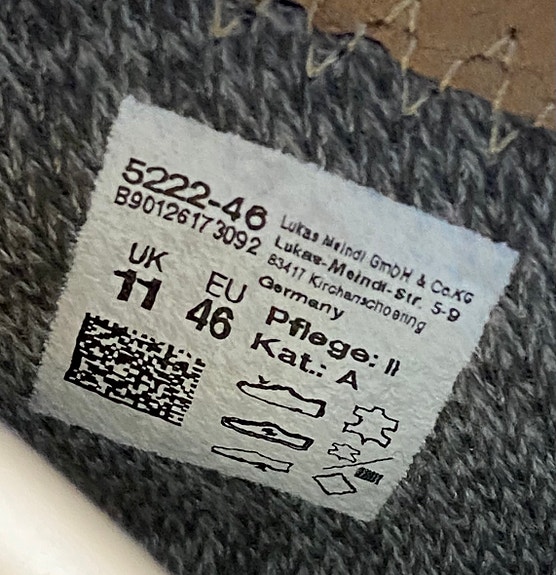 5222-46
B90126173092
Lukas Meindl GmbH & Co.KG
Lukas-Meindl-Str. 5-9
83417 Kirchanschoering
Germany
UK
11
EU
46
Pflege: II
Kat.: A